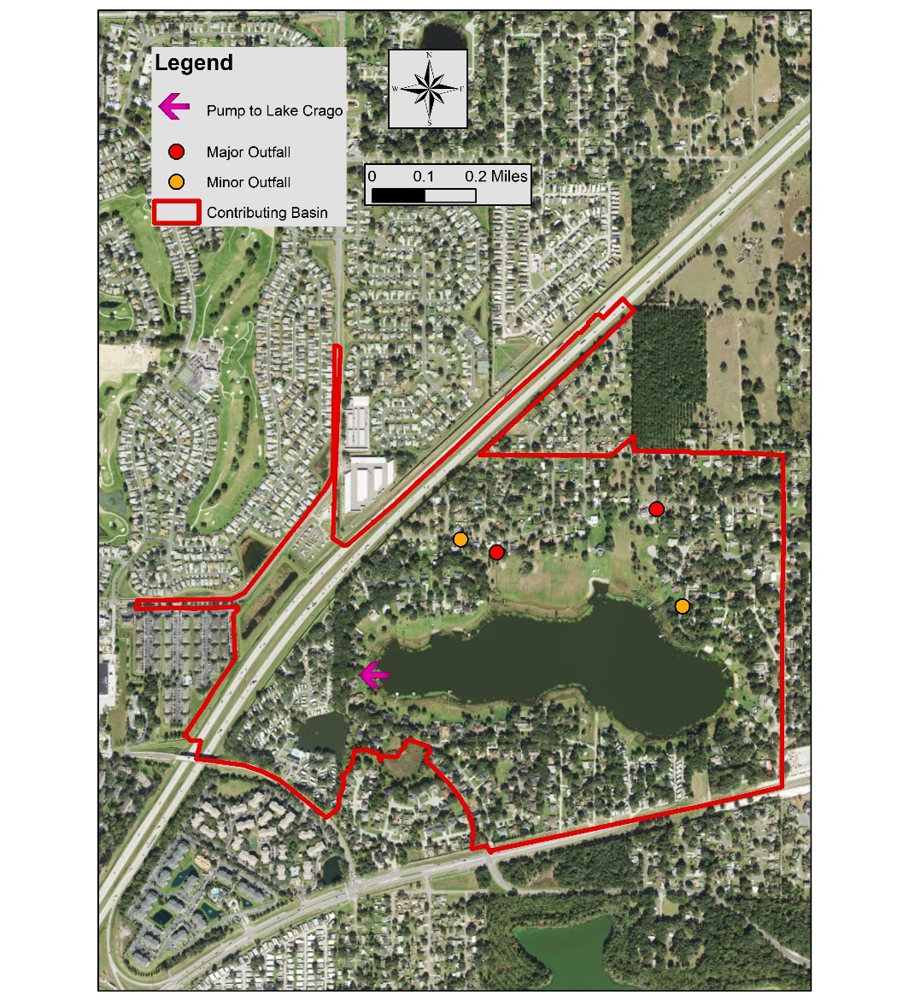 Legend
Pump to Lake Crago
Major Outfall
Minor Outfall
Contributing Basin
N
W E
S
0 0.1 0.2 Miles